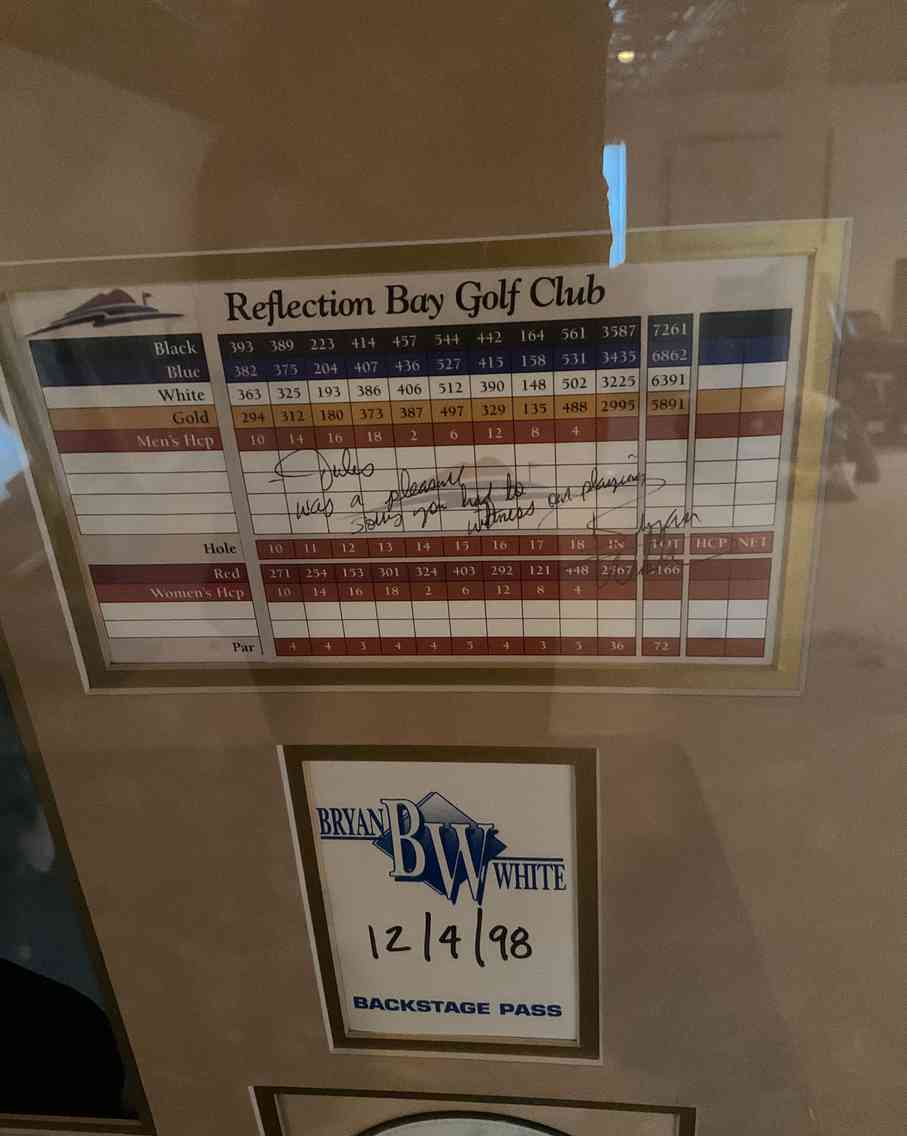 Reflection Bay Golf Club
Black 393 389 223 414 457 544 442 164 561 3587 7261
Blue 382 375 204 407 436 527 415 158 531 3435 6862
White 363 325 193 386 406 512 390 148 502 3225 6391
Gold 294 312 180 373 387 497 329 135 488 2995 5891
Men's Hcp 10 14 16 18 2 6 12 8 4
Jules
was a pleasure
sorry you had to
witness our playing
Bryan
Hole 10 11 12 13 14 15 16 17 18 IN TOT HCP NET
Red 271 254 153 301 324 403 292 121 448 2567 5166
Women's Hcp 10 14 16 18 2 6 12 8 4
Par 4 4 3 4 4 5 4 3 5 36 72
BRYAN BW WHITE
12/4/98
BACKSTAGE PASS